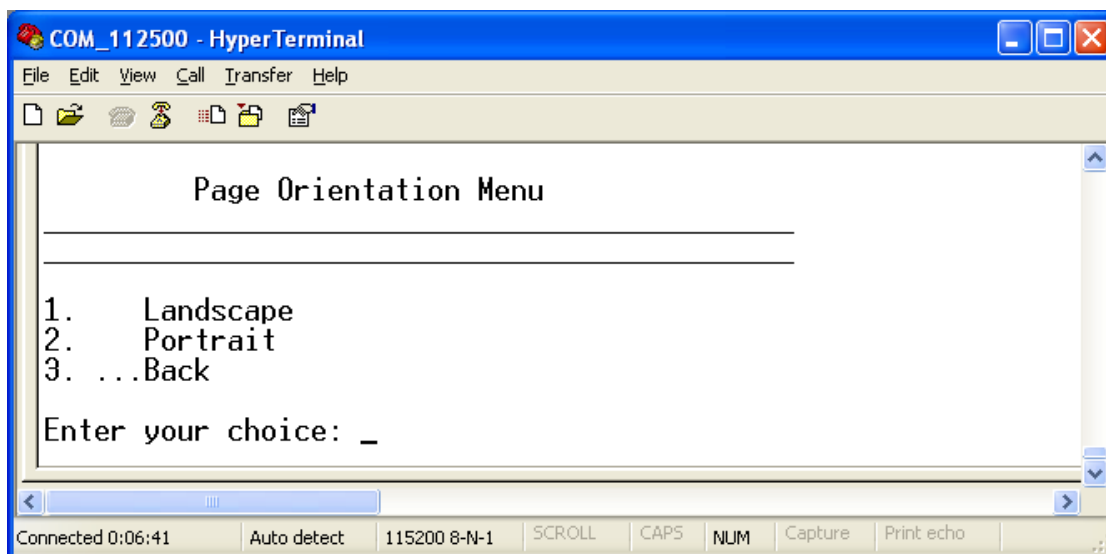 COM_112500 - HyperTerminal
File Edit View Call Transfer Help
Page Orientation Menu
1. Landscape
2. Portrait
3. ...Back
Enter your choice: _
Connected 0:06:41 Auto detect 115200 8-N-1 SCROLL CAPS NUM Capture Print echo